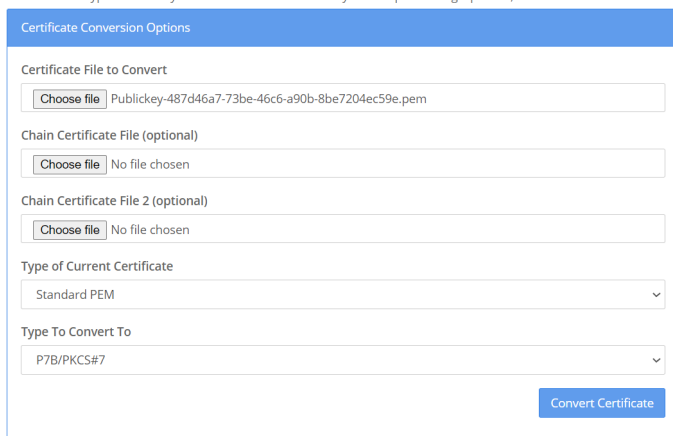 Certificate Conversion Options
Certificate File to Convert
Choose file Publickey-487d46a7-73be-46c6-a90b-8be7204ec59e.pem
Chain Certificate File (optional)
Choose file No file chosen
Chain Certificate File 2 (optional)
Choose file No file chosen
Type of Current Certificate
Standard PEM
Type To Convert To
P7B/PKCS#7
Convert Certificate